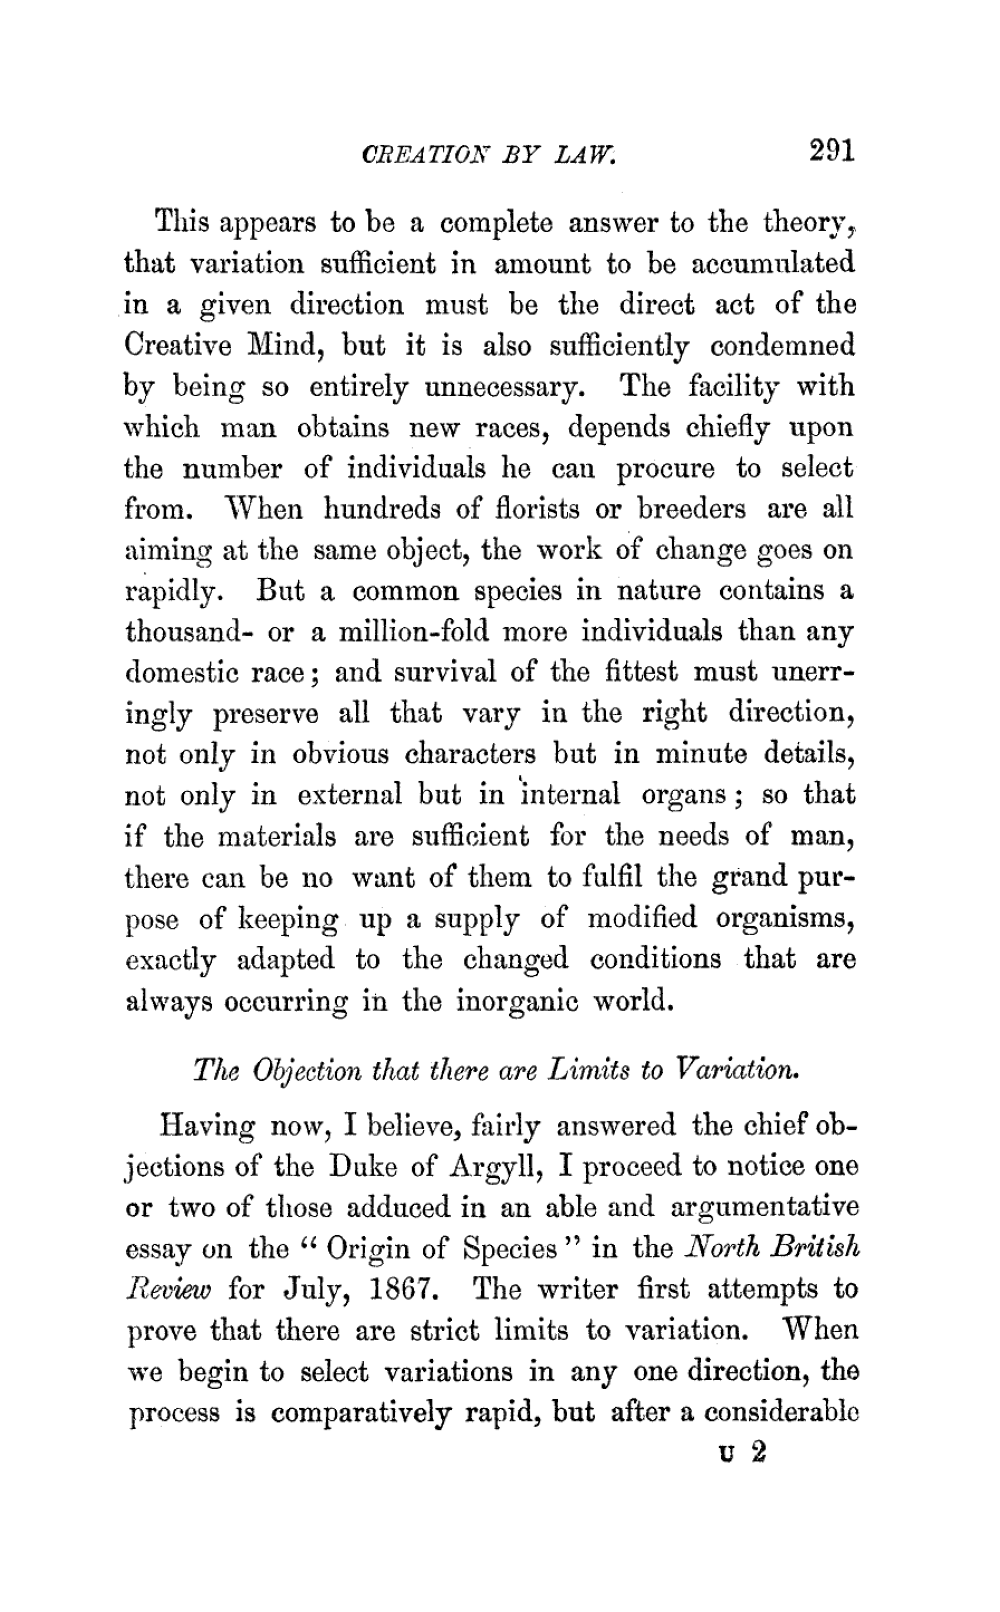 CREATION BY LAW. 291
This appears to be a complete answer to the theory,
that variation sufficient in amount to be accumulated
in a given direction must be the direct act of the
Creative Mind, but it is also sufficiently condemned
by being so entirely unnecessary. The facility with
which man obtains new races, depends chiefly upon
the number of individuals he can procure to select
from. When hundreds of florists or breeders are all
aiming at the same object, the work of change goes on
rapidly. But a common species in nature contains a
thousand- or a million-fold more individuals than any
domestic race; and survival of the fittest must unerr-
ingly preserve all that vary in the right direction,
not only in obvious characters but in minute details,
not only in external but in internal organs; so that
if the materials are sufficient for the needs of man,
there can be no want of them to fulfil the grand pur-
pose of keeping up a supply of modified organisms,
exactly adapted to the changed conditions that are
always occurring in the inorganic world.
The Objection that there are Limits to Variation.
Having now, I believe, fairly answered the chief ob-
jections of the Duke of Argyll, I proceed to notice one
or two of those adduced in an able and argumentative
essay on the “ Origin of Species ” in the North British
Review for July, 1867. The writer first attempts to
prove that there are strict limits to variation. When
we begin to select variations in any one direction, the
process is comparatively rapid, but after a considerable
U 2